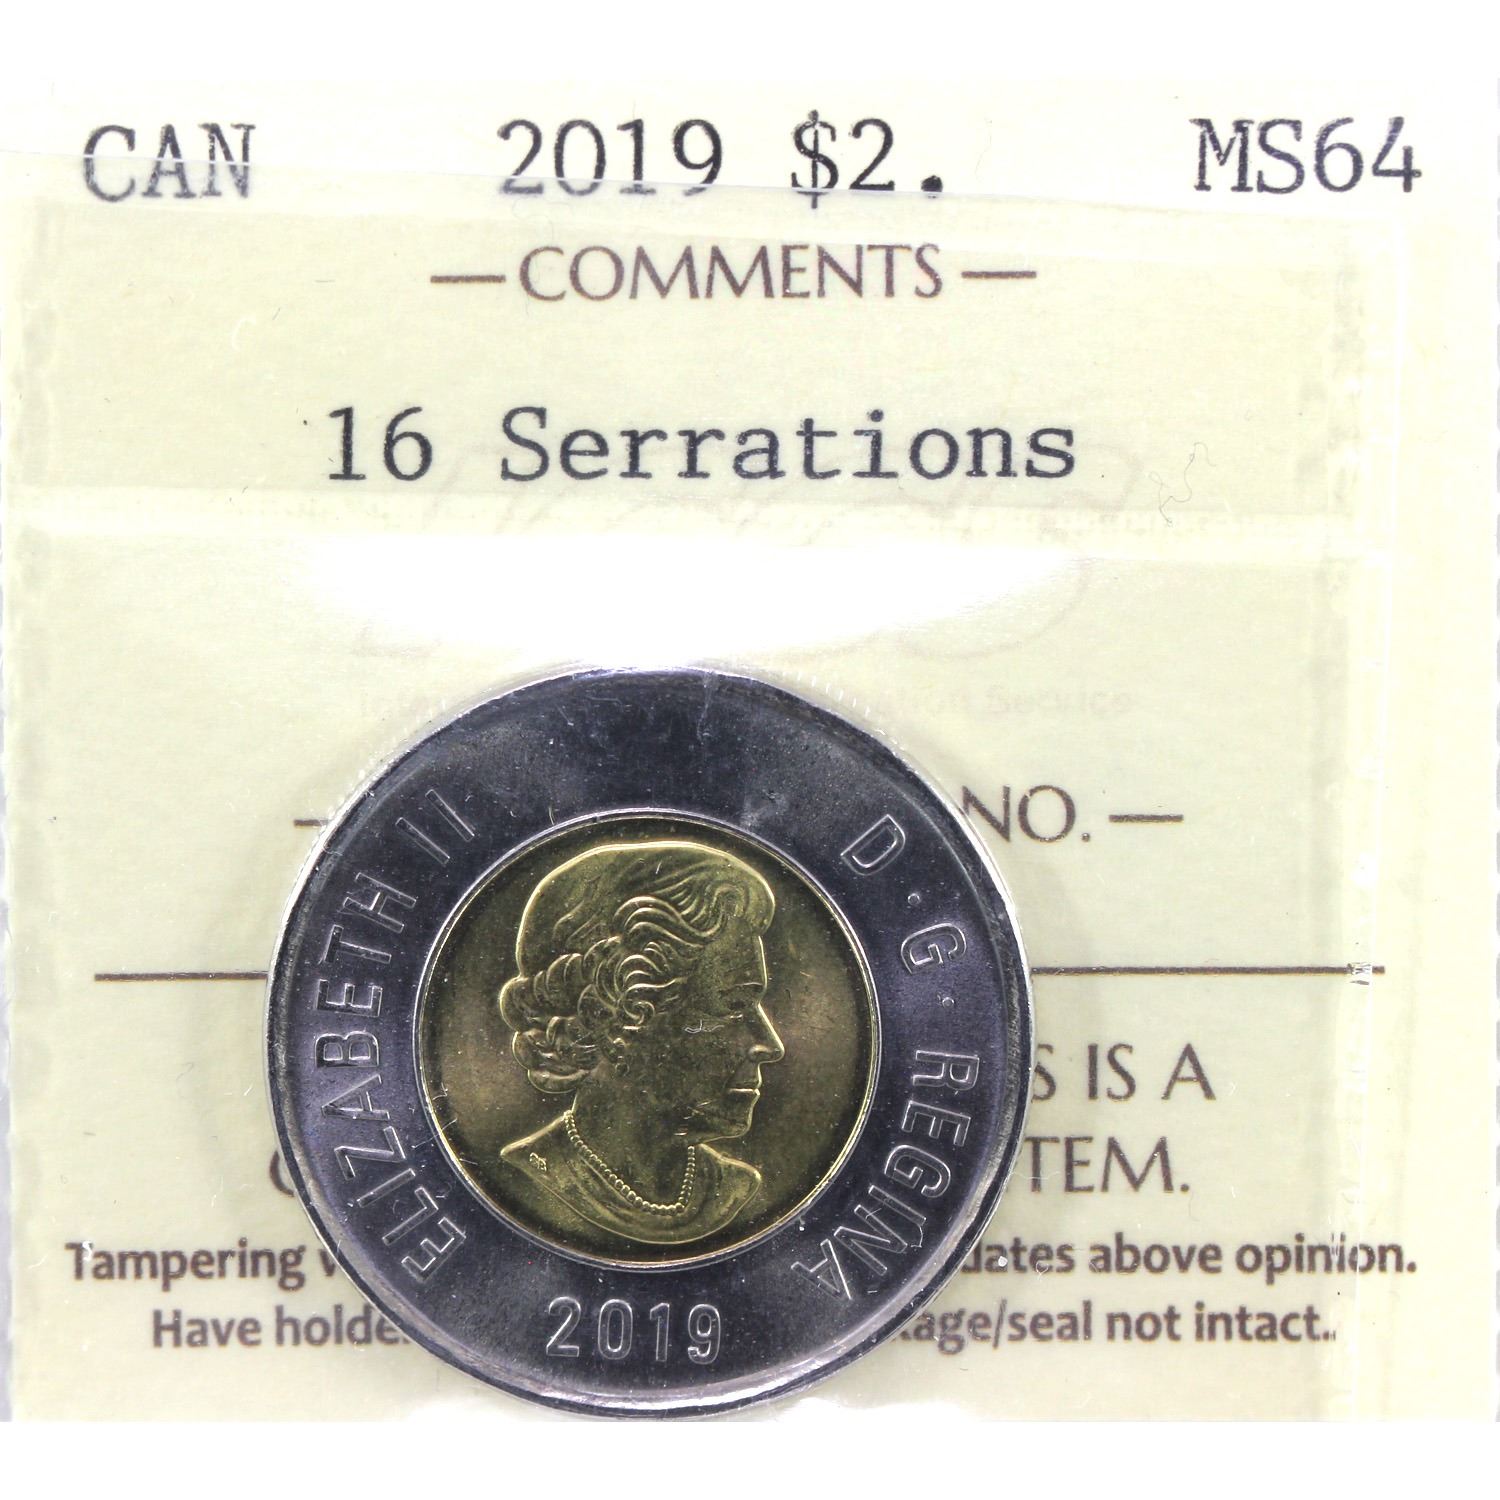 CAN 2019 $2. MS64
— COMMENTS —
16 Serrations
NO. —
IS A
TEM.
Tampering dates above opinion.
Have holde age/seal not intact.
ELIZABETH II D·G·REGINA
2019